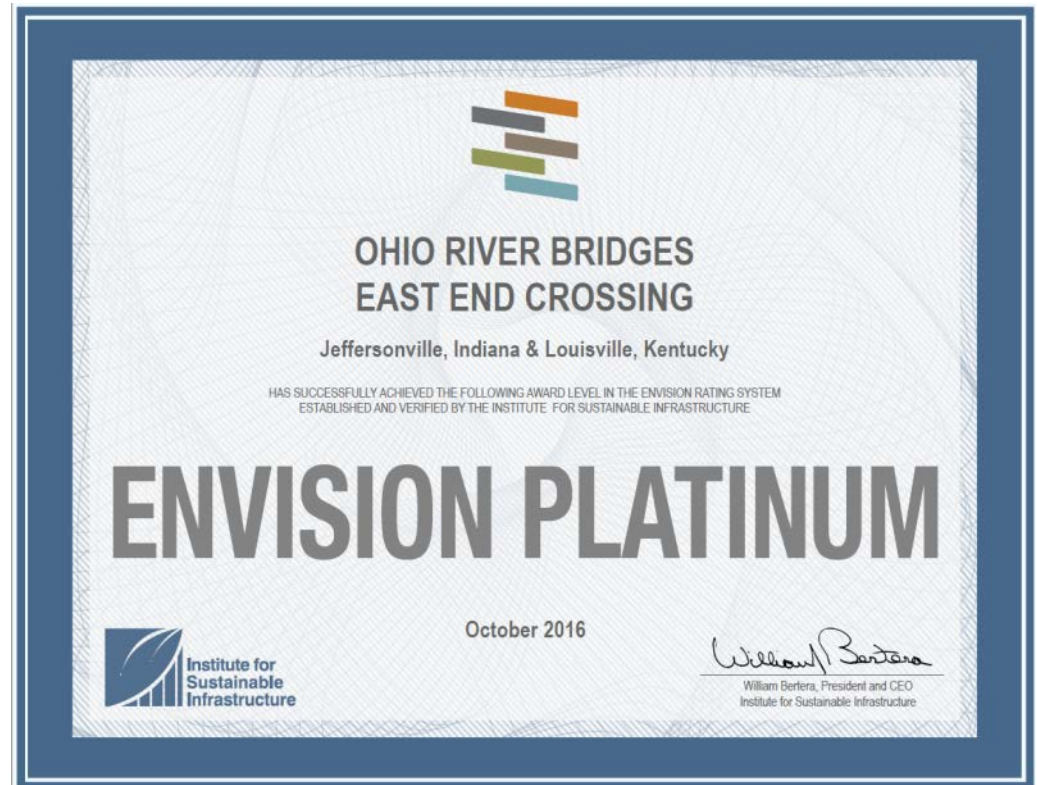 OHIO RIVER BRIDGES
EAST END CROSSING
Jeffersonville, Indiana & Louisville, Kentucky
HAS SUCCESSFULLY ACHIEVED THE FOLLOWING AWARD LEVEL IN THE ENVISION RATING SYSTEM
ESTABLISHED AND VERIFIED BY THE INSTITUTE FOR SUSTAINABLE INFRASTRUCTURE
ENVISION PLATINUM
October 2016
Institute for
Sustainable
Infrastructure
William J Bertera
William Bertera, President and CEO
Institute for Sustainable Infrastructure